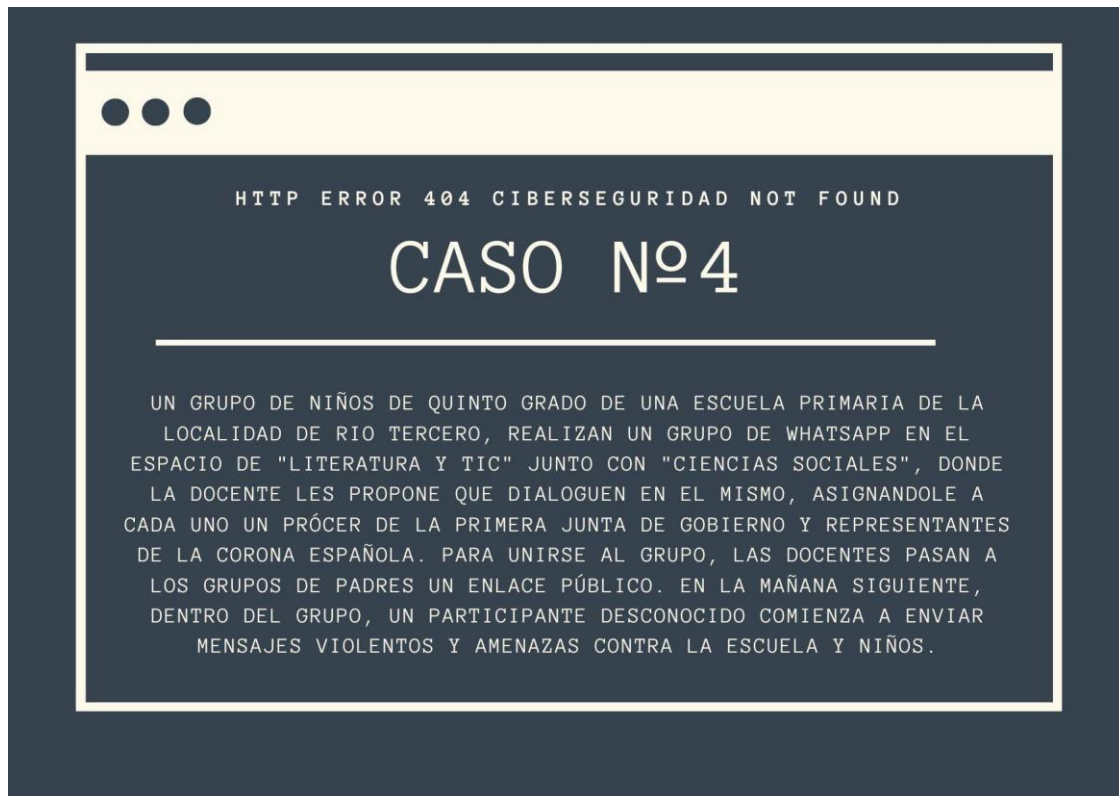 HTTP ERROR 404 CIBERSEGURIDAD NOT FOUND
CASO Nº4
UN GRUPO DE NIÑOS DE QUINTO GRADO DE UNA ESCUELA PRIMARIA DE LA
LOCALIDAD DE RIO TERCERO, REALIZAN UN GRUPO DE WHATSAPP EN EL
ESPACIO DE "LITERATURA Y TIC" JUNTO CON "CIENCIAS SOCIALES", DONDE
LA DOCENTE LES PROPONE QUE DIALOGUEN EN EL MISMO, ASIGNANDOLE A
CADA UNO UN PRÓCER DE LA PRIMERA JUNTA DE GOBIERNO Y REPRESENTANTES
DE LA CORONA ESPAÑOLA. PARA UNIRSE AL GRUPO, LAS DOCENTES PASAN A
LOS GRUPOS DE PADRES UN ENLACE PÚBLICO. EN LA MAÑANA SIGUIENTE,
DENTRO DEL GRUPO, UN PARTICIPANTE DESCONOCIDO COMIENZA A ENVIAR
MENSAJES VIOLENTOS Y AMENAZAS CONTRA LA ESCUELA Y NIÑOS.